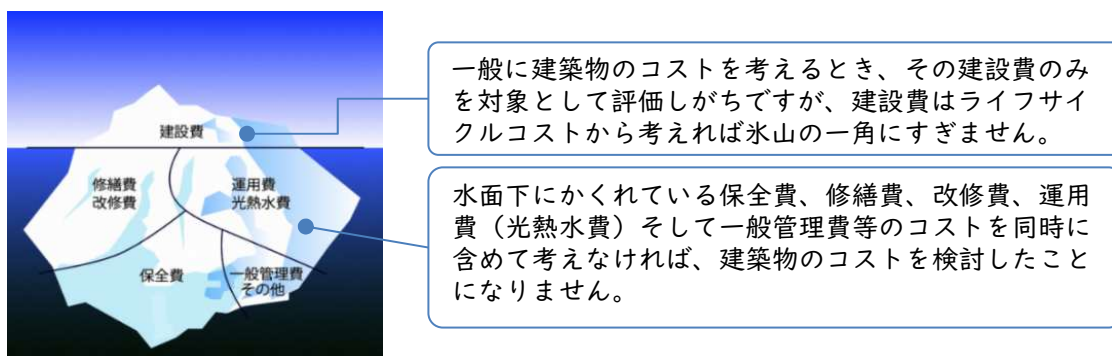 建設費
修繕費
改修費
運用費
光熱水費
保全費
一般管理費
その他
一般に建築物のコストを考えるとき、その建設費のみ
を対象として評価しがちですが、建設費はライフサイ
クルコストから考えれば氷山の一角にすぎません。
水面下にかくれている保全費、修繕費、改修費、運用
費（光熱水費）そして一般管理費等のコストを同時に
含めて考えなければ、建築物のコストを検討したこと
になりません。